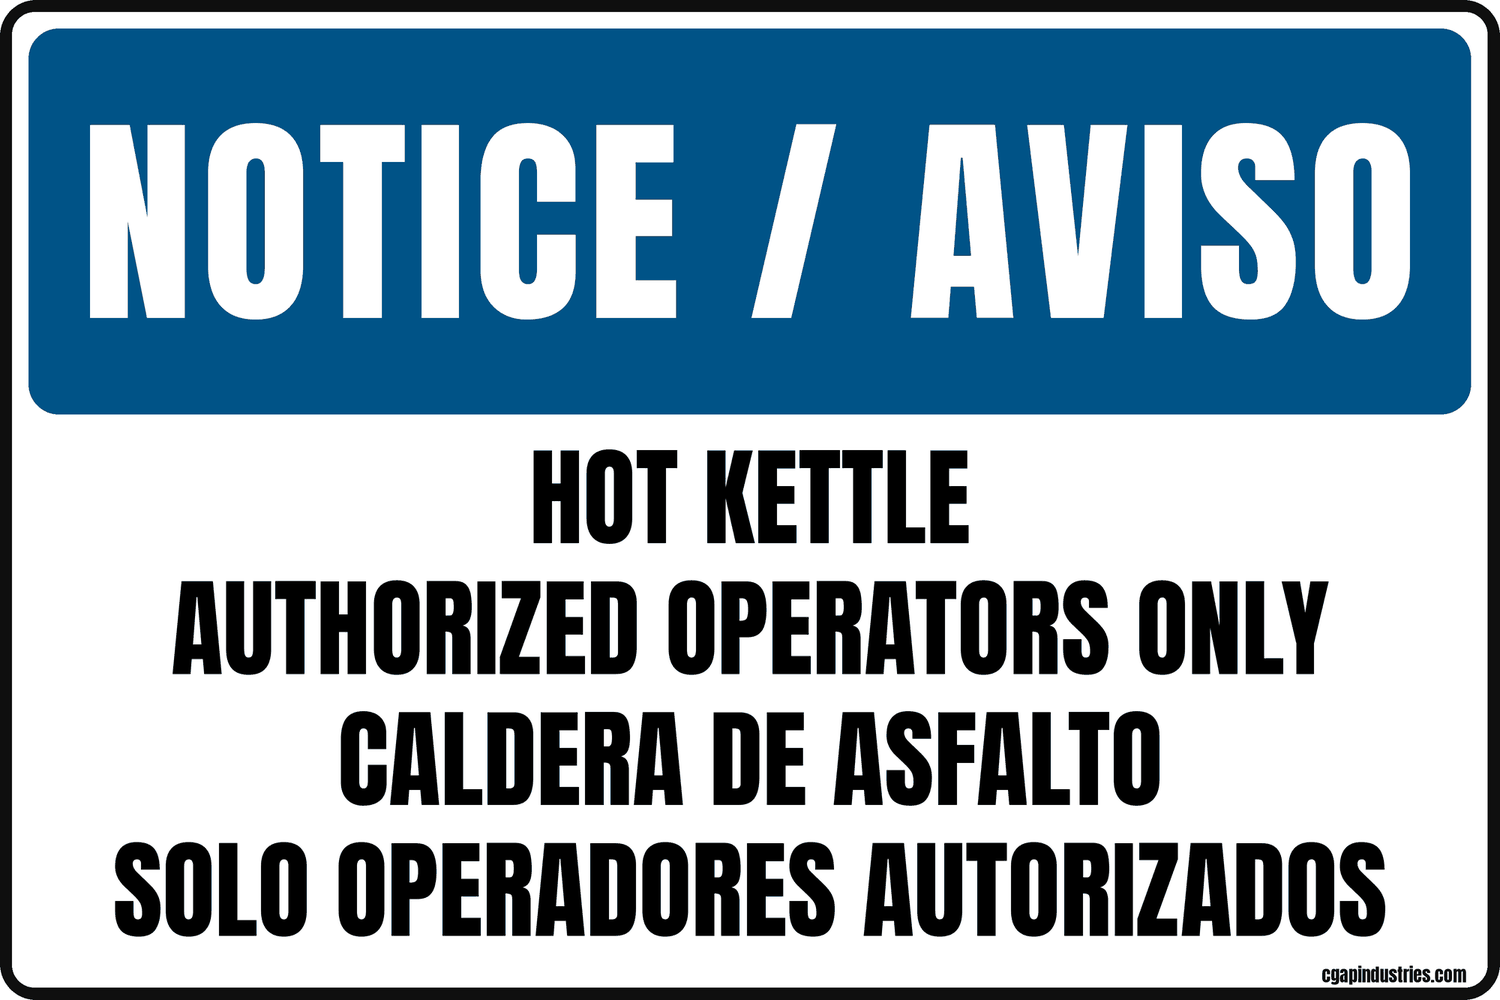 NOTICE / AVISO
HOT KETTLE
AUTHORIZED OPERATORS ONLY
CALDERA DE ASFALTO
SOLO OPERADORES AUTORIZADOS
cgapindustries.com